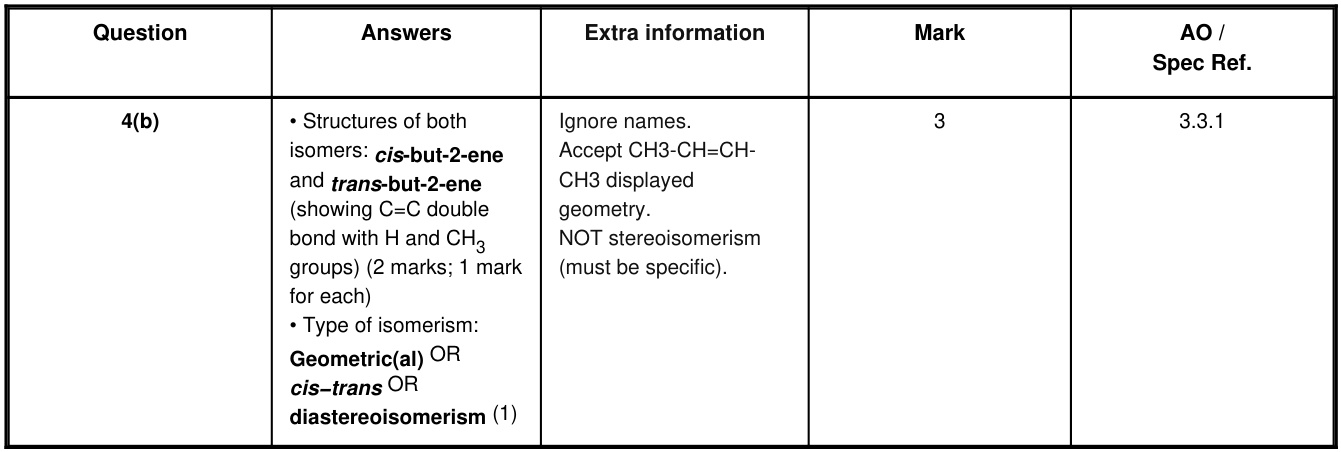 Question
Answers
Extra information
Mark
AO /
Spec Ref.
4(b)
• Structures of both
isomers: cis-but-2-ene
and trans-but-2-ene
(showing C=C double
bond with H and CH3
groups) (2 marks; 1 mark
for each)
• Type of isomerism:
Geometric(al) OR
cis–trans OR
diastereoisomerism (1)
Ignore names.
Accept CH3-CH=CH-
CH3 displayed
geometry.
NOT stereoisomerism
(must be specific).
3
3.3.1